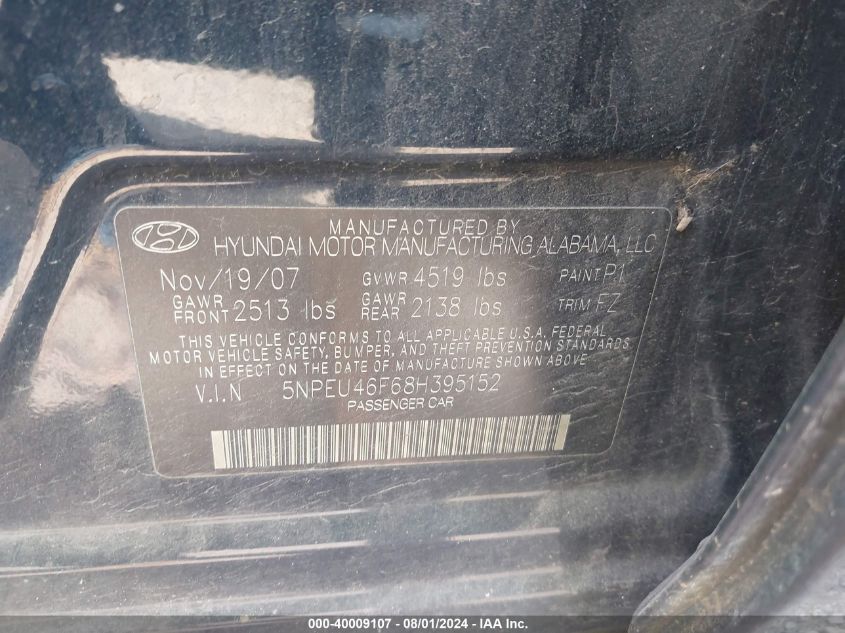 MANUFACTURED BY
HYUNDAI MOTOR MANUFACTURING ALABAMA, LLC
Nov/19/07 GVWR 4519 lbs PAINT P1
GAWR FRONT 2513 lbs GAWR REAR 2138 lbs TRIM FZ
THIS VEHICLE CONFORMS TO ALL APPLICABLE U.S.A. FEDERAL
MOTOR VEHICLE SAFETY, BUMPER, AND THEFT PREVENTION STANDARDS
IN EFFECT ON THE DATE OF MANUFACTURE SHOWN ABOVE
V.I.N 5NPEU46F68H395152
PASSENGER CAR
000-40009107 - 08/01/2024 - IAA Inc.